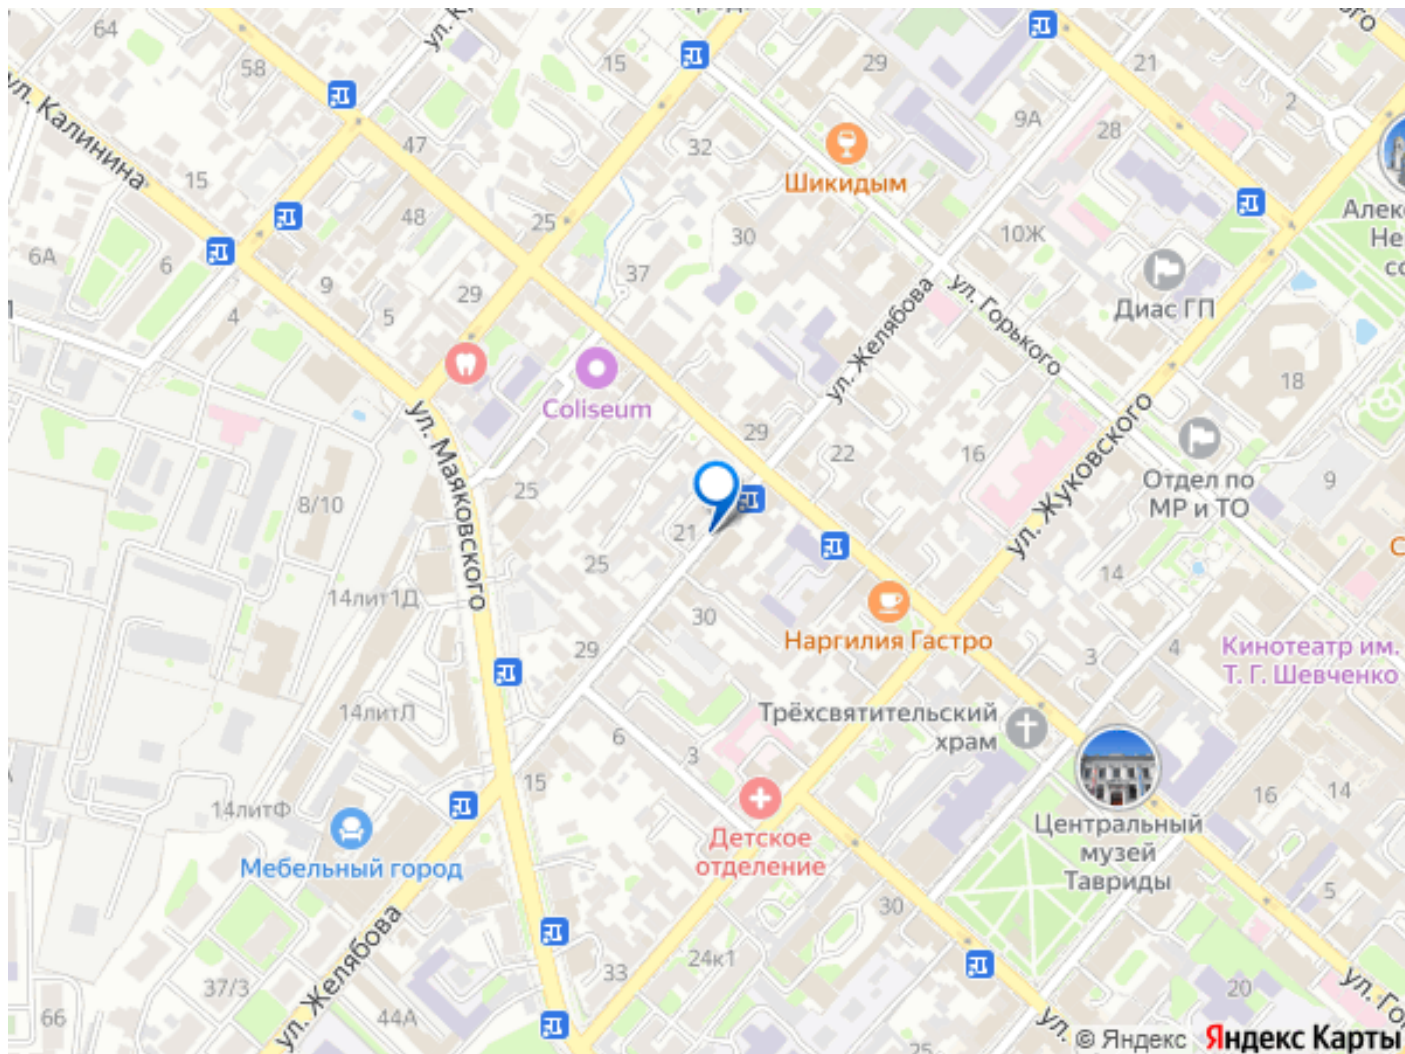 64
58
15
29
21
2
9А
28
47
32
Шикидым
ул. Калинина
15
48
25
30
10Ж
6А
6
37
9
29
5
4
Диас ГП
ул. Желябова
ул. Горького
Coliseum
18
ул. Маяковского
29
22
16
ул. Жуковского
Отдел по
МР и ТО
9
25
8/10
21
25
14лит1Д
14
30
Наргилия Гастро
29
3
4
Кинотеатр им.
Т. Г. Шевченко
14литЛ
Трёхсвятительский
храм
6
3
15
14литФ
16
14
Мебельный город
Детское
отделение
Центральный
музей
Тавриды
5
30
ул. Желябова
37/3
33
24к1
20
66
44А
25
ул.
ул. Го
© Яндекс
Яндекс Карты